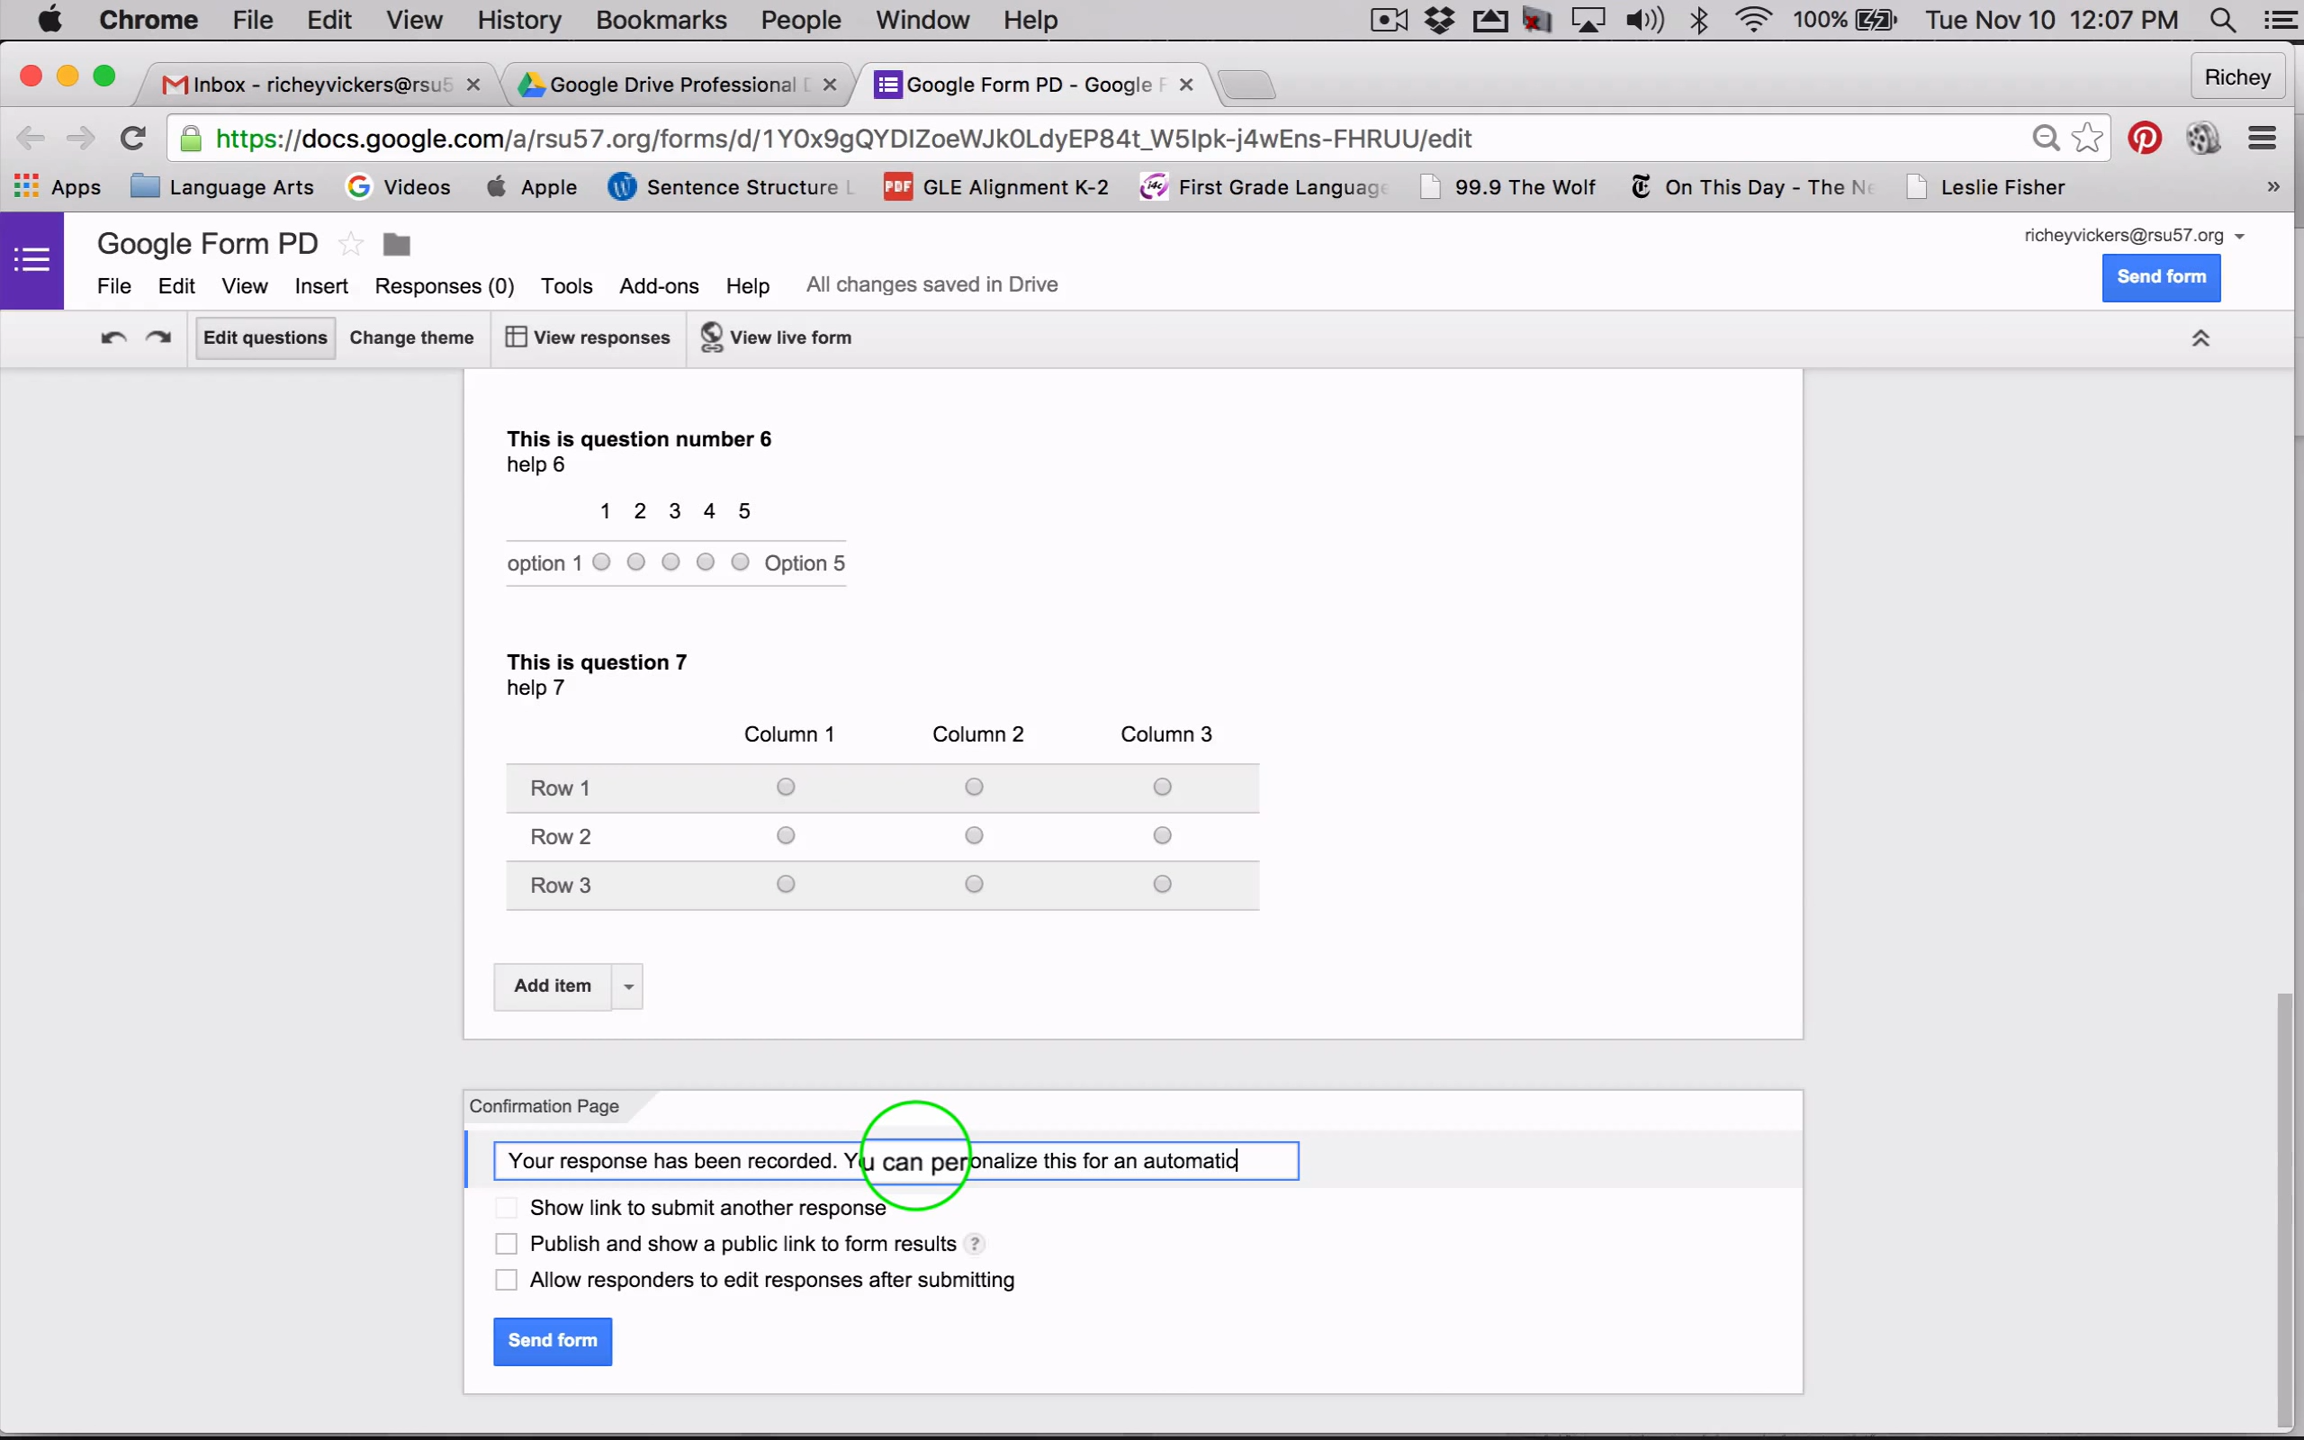 Chrome File Edit View History Bookmarks People Window Help 100% Tue Nov 10 12:07 PM
Inbox - richeyvickers@rsu5 Google Drive Professional Google Form PD - Google F Richey
https://docs.google.com/a/rsu57.org/forms/d/1Y0x9gQYDIZoeWJk0LdyEP84t_W5Ipk-j4wEns-FHRUU/edit
Apps Language Arts Videos Apple Sentence Structure L PDF GLE Alignment K-2 First Grade Language 99.9 The Wolf On This Day - The Ne Leslie Fisher »
Google Form PD richeyvickers@rsu57.org
File Edit View Insert Responses (0) Tools Add-ons Help All changes saved in Drive Send form
Edit questions Change theme View responses View live form
This is question number 6
help 6
1 2 3 4 5
option 1 Option 5
This is question 7
help 7
Column 1 Column 2 Column 3
Row 1
Row 2
Row 3
Add item
Confirmation Page
Your response has been recorded. Yu can peronalize this for an automatic
Show link to submit another response
Publish and show a public link to form results ?
Allow responders to edit responses after submitting
Send form